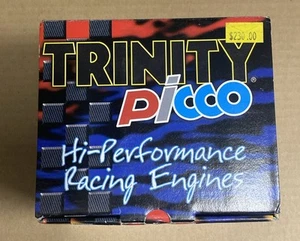 $230.00
TRINITY®
picco
Hi-Performance
Racing Engines